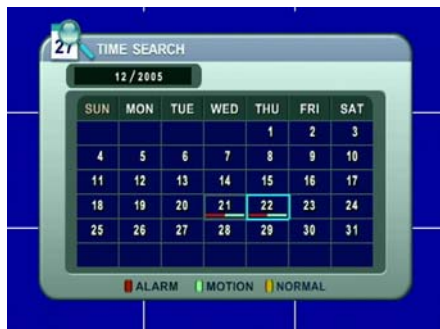 27 TIME SEARCH
12/2005
SUN MON TUE WED THU FRI SAT
1 2 3
4 5 6 7 8 9 10
11 12 13 14 15 16 17
18 19 20 21 22 23 24
25 26 27 28 29 30 31
ALARM MOTION NORMAL